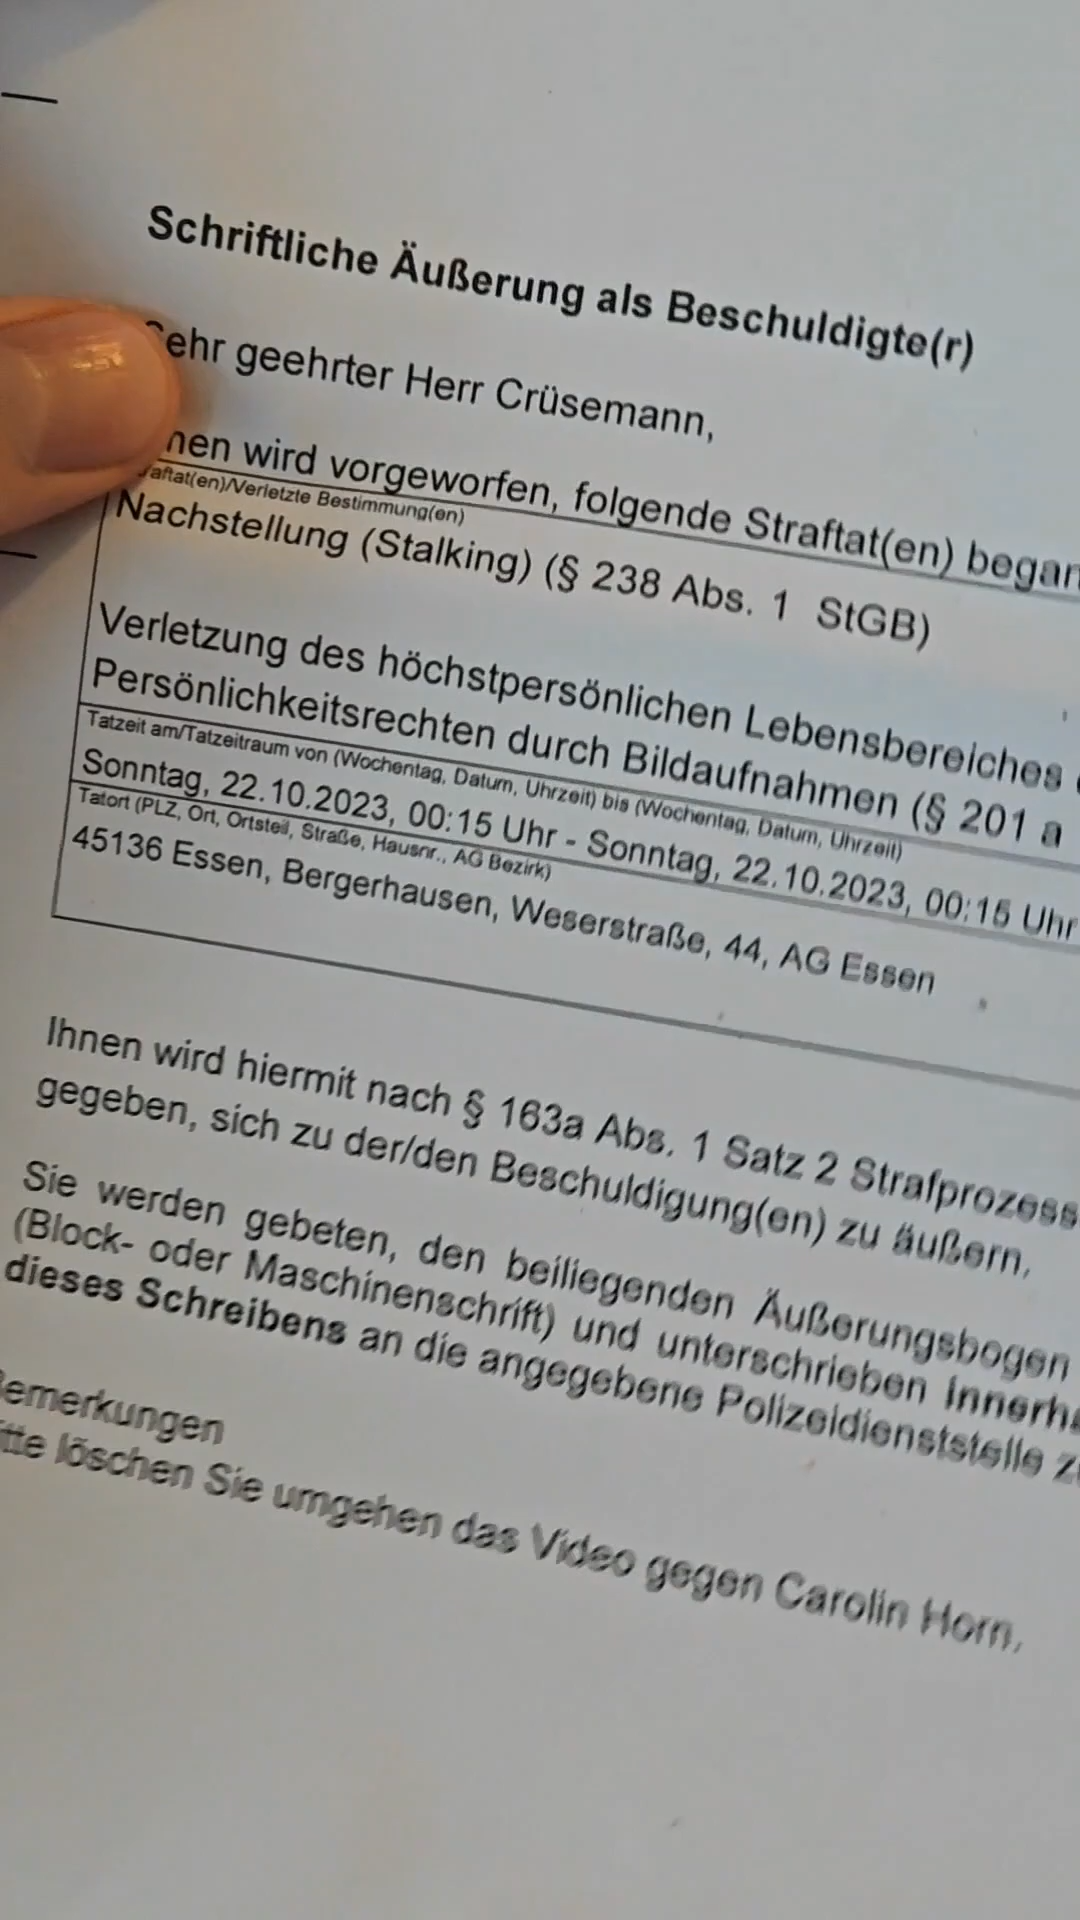 Schriftliche Äußerung als Beschuldigte(r)
Sehr geehrter Herr Crüsemann,
nen wird vorgeworfen, folgende Straftat(en) began
raftat(en)/Verletzte Bestimmung(en)
Nachstellung (Stalking) (§ 238 Abs. 1 StGB)
Verletzung des höchstpersönlichen Lebensbereiches
Persönlichkeitsrechten durch Bildaufnahmen (§ 201 a
Tatzeit am/Tatzeitraum von (Wochentag, Datum, Uhrzeit) bis (Wochentag, Datum, Uhrzeit)
Sonntag, 22.10.2023, 00:15 Uhr - Sonntag, 22.10.2023, 00:15 Uhr
Tatort (PLZ, Ort, Ortsteil, Straße, Hausnr., AG Bezirk)
45136 Essen, Bergerhausen, Weserstraße, 44, AG Essen
Ihnen wird hiermit nach § 163a Abs. 1 Satz 2 Strafprozess
gegeben, sich zu der/den Beschuldigung(en) zu äußern,
Sie werden gebeten, den beiliegenden Äußerungsbogen
(Block- oder Maschinenschrift) und unterschrieben innerha
dieses Schreibens an die angegebene Polizeidienststelle z
Bemerkungen
itte löschen Sie umgehen das Video gegen Carolin Horn,